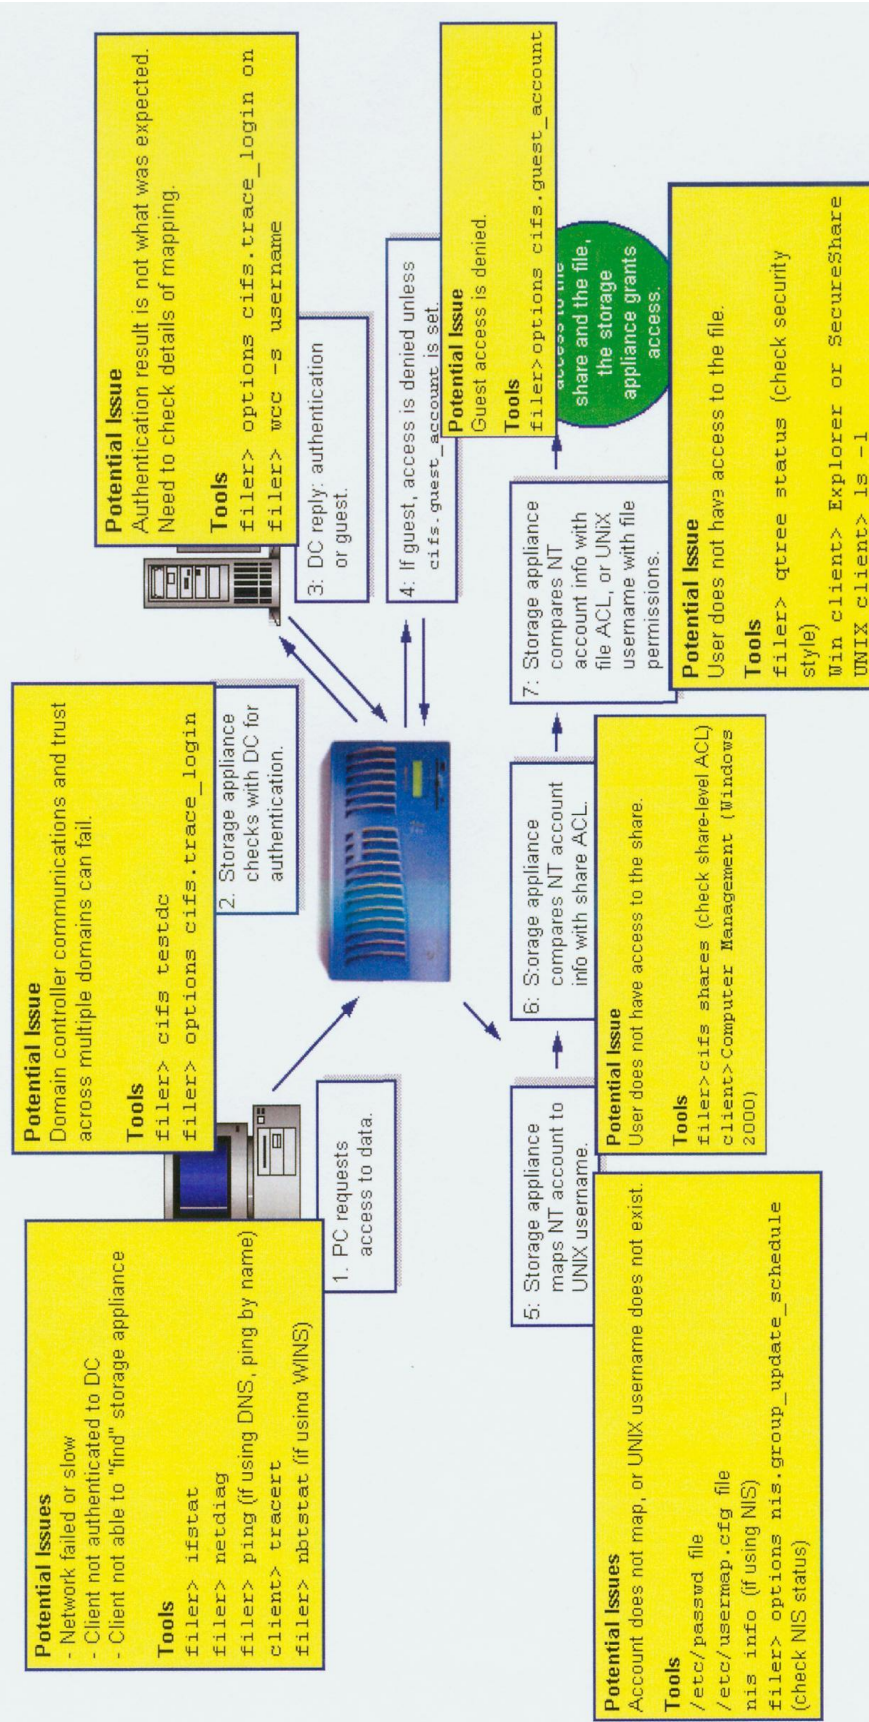 Potential Issues
- Network failed or slow
- Client not authenticated to DC
- Client not able to "find" storage appliance
Tools
filer> ifstat
filer> netdiag
filer> ping (if using DNS, ping by name)
client> tracert
filer> nbtstat (if using WINS)
1. PC requests
access to data.
Potential Issue
Domain controller communications and trust
across multiple domains can fail.
Tools
filer> cifs testdc
filer> options cifs.trace_login
2. Storage appliance
checks with DC for
authentication.
Potential Issue
Authentication result is not what was expected.
Need to check details of mapping.
Tools
filer> options cifs.trace_login on
filer> wcc -s username
3: DC reply: authentication
or guest.
4: If guest, access is denied unless
cifs.guest_account is set.
Potential Issue
Guest access is denied.
Tools
filer>options cifs.guest_account
5: Storage appliance
maps NT account to
UNIX username.
Potential Issues
Account does not map, or UNIX username does not exist.
Tools
/etc/passwd file
/etc/usermap.cfg file
nis info (if using NIS)
filer> options nis.group_update_schedule
(check NIS status)
6: Storage appliance
compares NT account
info with share ACL.
Potential Issue
User does not have access to the share.
Tools
filer>cifs shares (check share-level ACL)
client>Computer Management (Windows
2000)
7: Storage appliance
compares NT
account info with
file ACL, or UNIX
username with file
permissions.
Potential Issue
User does not have access to the file.
Tools
filer> qtree status (check security
style)
Win client> Explorer or SecureShare
UNIX client> ls -l
access to the
share and the file,
the storage
appliance grants
access.